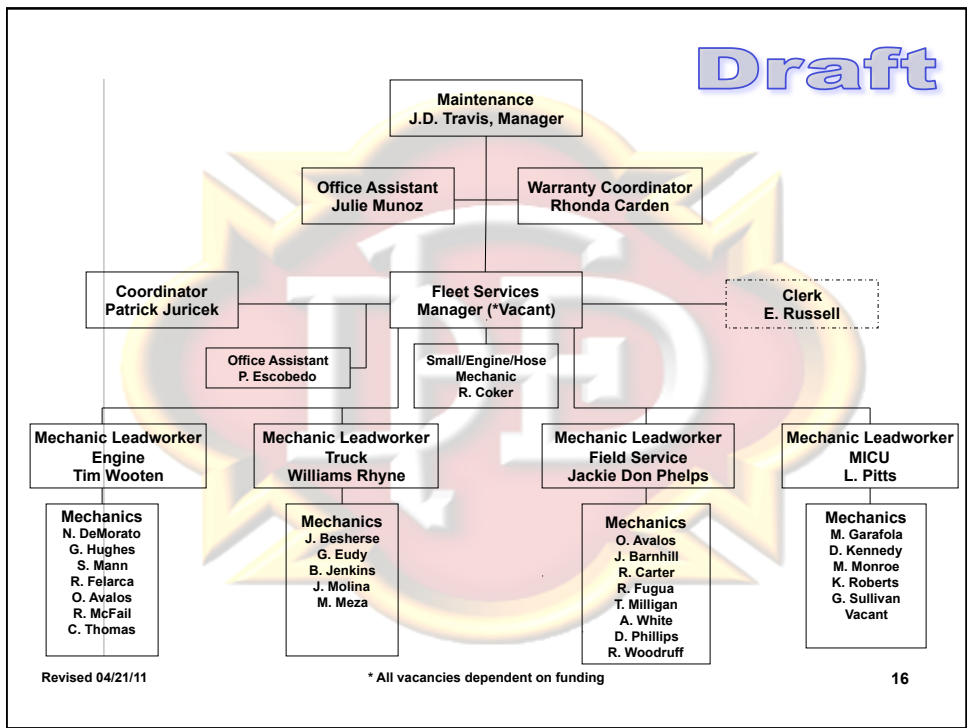 Draft
Maintenance
J.D. Travis, Manager
Office Assistant
Julie Munoz
Warranty Coordinator
Rhonda Carden
Coordinator
Patrick Juricek
Fleet Services
Manager (*Vacant)
Clerk
E. Russell
Office Assistant
P. Escobedo
Small/Engine/Hose
Mechanic
R. Coker
Mechanic Leadworker
Engine
Tim Wooten
Mechanic Leadworker
Truck
Williams Rhyne
Mechanic Leadworker
Field Service
Jackie Don Phelps
Mechanic Leadworker
MICU
L. Pitts
Mechanics
N. DeMorato
G. Hughes
S. Mann
R. Felarca
O. Avalos
R. McFail
C. Thomas
Mechanics
J. Besherse
G. Eudy
B. Jenkins
J. Molina
M. Meza
Mechanics
O. Avalos
J. Barnhill
R. Carter
R. Fugua
T. Milligan
A. White
D. Phillips
R. Woodruff
Mechanics
M. Garafola
D. Kennedy
M. Monroe
K. Roberts
G. Sullivan
Vacant
Revised 04/21/11
* All vacancies dependent on funding
16